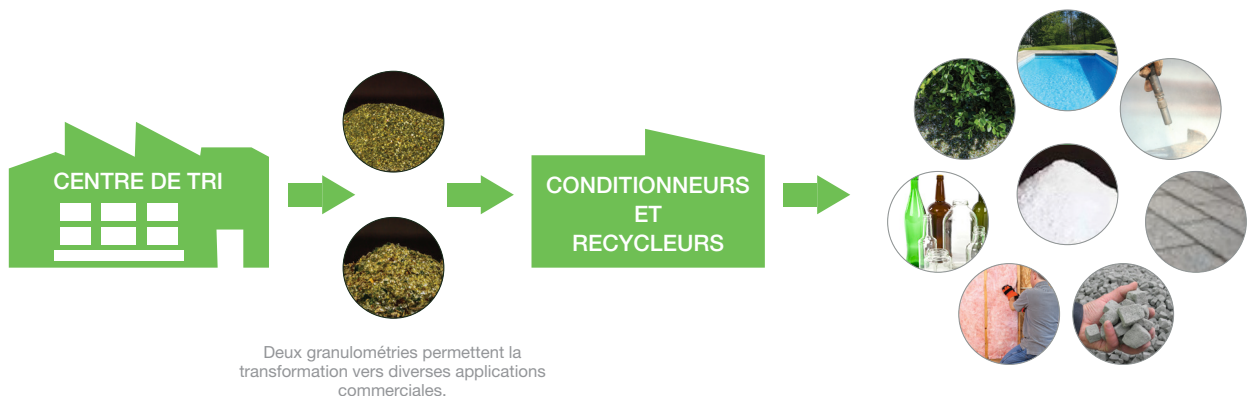 CENTRE DE TRI
CONDITIONNEURS
ET
RECYCLEURS
Deux granulométries permettent la
transformation vers diverses applications
commerciales.